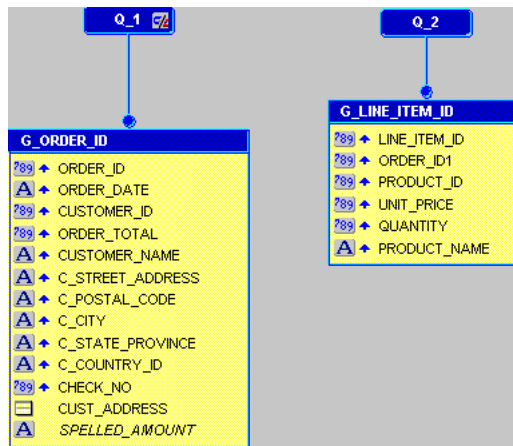 Q_1
G_ORDER_ID
ORDER_ID
ORDER_DATE
CUSTOMER_ID
ORDER_TOTAL
CUSTOMER_NAME
C_STREET_ADDRESS
C_POSTAL_CODE
C_CITY
C_STATE_PROVINCE
C_COUNTRY_ID
CHECK_NO
CUST_ADDRESS
SPELLED_AMOUNT
Q_2
G_LINE_ITEM_ID
LINE_ITEM_ID
ORDER_ID1
PRODUCT_ID
UNIT_PRICE
QUANTITY
PRODUCT_NAME